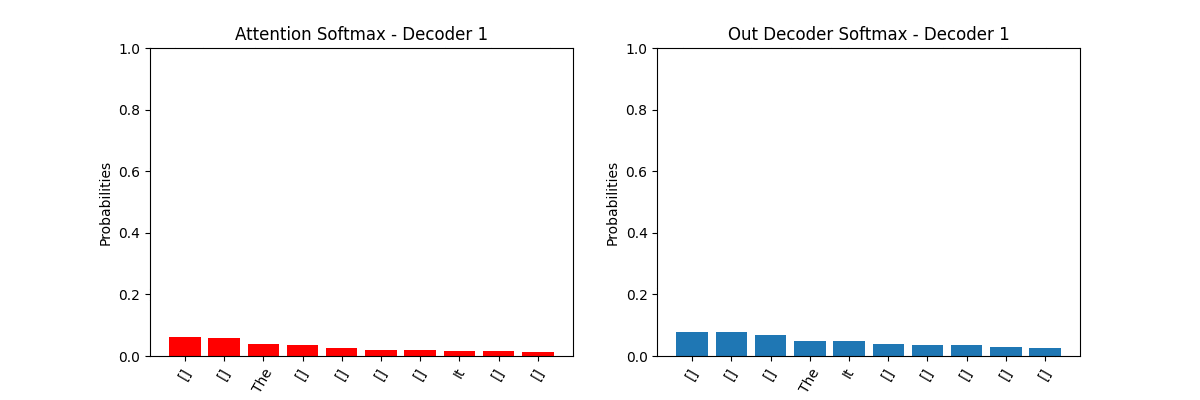 Attention Softmax - Decoder 1
Probabilities
1.0
0.8
0.6
0.4
0.2
0.0
[] [] The [] [] [] [] It [] []
Out Decoder Softmax - Decoder 1
Probabilities
1.0
0.8
0.6
0.4
0.2
0.0
[] [] [] The It [] [] [] [] []